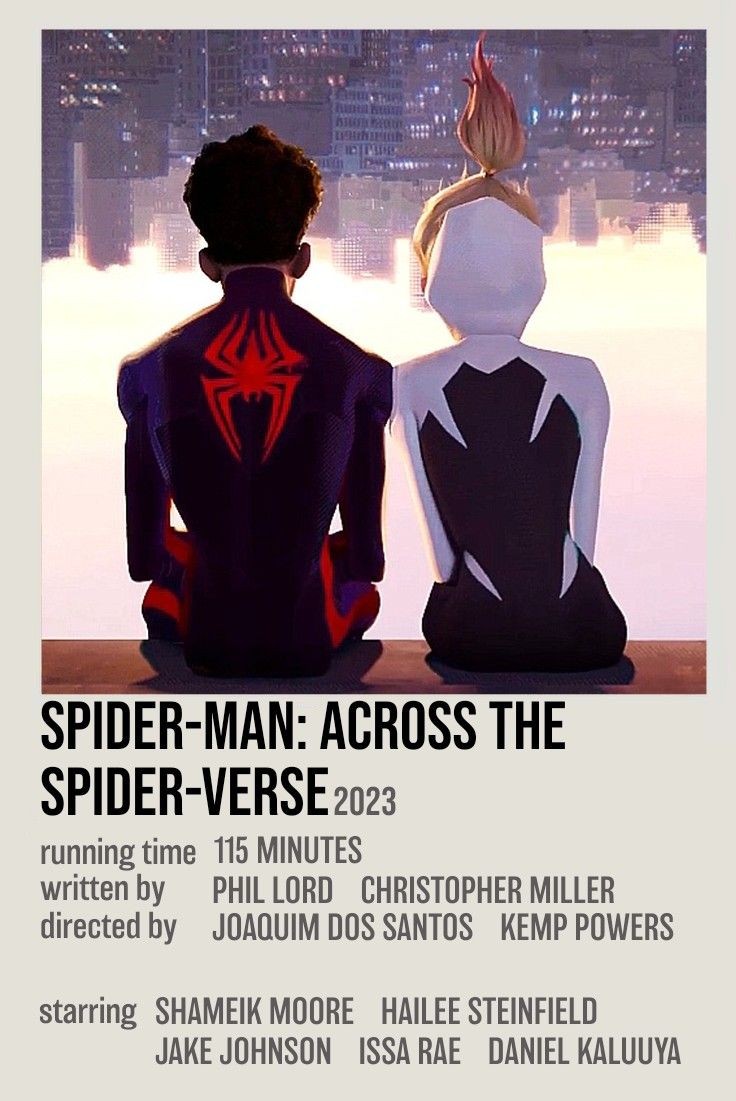 SPIDER-MAN: ACROSS THE
SPIDER-VERSE 2023
running time 115 MINUTES
written by PHIL LORD CHRISTOPHER MILLER
directed by JOAQUIM DOS SANTOS KEMP POWERS
starring SHAMEIK MOORE HAILEE STEINFIELD
JAKE JOHNSON ISSA RAE DANIEL KALUUYA